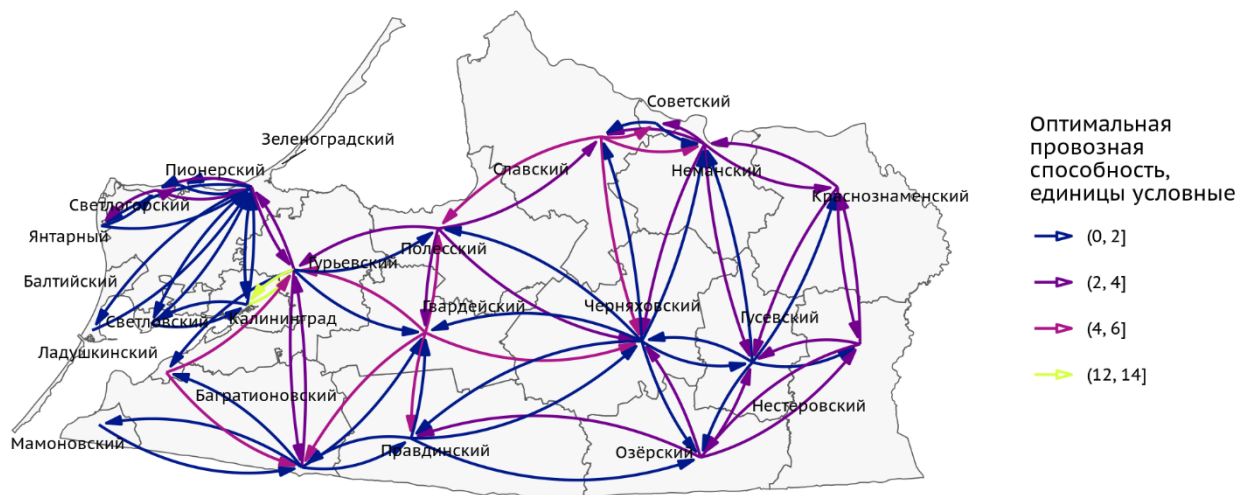 Советский
Зеленоградский
Пионерский
Славский
Неманский
Светлогорский
Краснознаменский
Янтарный
Полесский
Гурьевский
Балтийский
Гвардейский
Черняховский
Гусевский
Светловский
Калининград
Ладушкинский
Багратионовский
Нестеровский
Мамоновский
Правдинский
Озёрский
Оптимальная
провозная
способность,
единицы условные
(0, 2]
(2, 4]
(4, 6]
(12, 14]